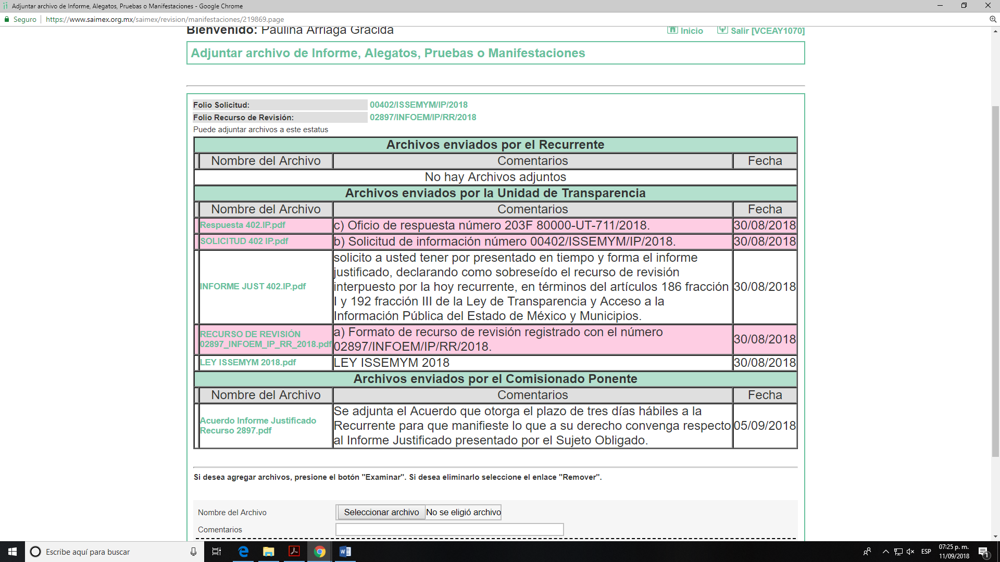 Adjuntar archivo de Informe, Alegatos, Pruebas o Manifestaciones - Google Chrome
Seguro
https://www.saimex.org.mx/saimex/revision/manifestaciones/219869.page
Bienvenido: Paulina Arriaga Gracida
Inicio
Salir [VCEAY1070]
Adjuntar archivo de Informe, Alegatos, Pruebas o Manifestaciones
Folio Solicitud: 00402/ISSEMYM/IP/2018
Folio Recurso de Revisión: 02897/INFOEM/IP/RR/2018
Puede adjuntar archivos a este estatus
Archivos enviados por el Recurrente
Nombre del Archivo Comentarios Fecha
No hay Archivos adjuntos
Archivos enviados por la Unidad de Transparencia
Nombre del Archivo Comentarios Fecha
Respuesta 402.IP.pdf c) Oficio de respuesta número 203F 80000-UT-711/2018. 30/08/2018
SOLICITUD 402 IP.pdf b) Solicitud de información número 00402/ISSEMYM/IP/2018. 30/08/2018
INFORME JUST 402.IP.pdf
solicito a usted tener por presentado en tiempo y forma el informe
justificado, declarando como sobreseído el recurso de revisión
interpuesto por la hoy recurrente, en términos del artículos 186 fracción
I y 192 fracción III de la Ley de Transparencia y Acceso a la
Información Pública del Estado de México y Municipios.
30/08/2018
RECURSO DE REVISIÓN
02897_INFOEM_IP_RR_2018.pdf
a) Formato de recurso de revisión registrado con el número
02897/INFOEM/IP/RR/2018.
30/08/2018
LEY ISSEMYM 2018.pdf LEY ISSEMYM 2018 30/08/2018
Archivos enviados por el Comisionado Ponente
Nombre del Archivo Comentarios Fecha
Acuerdo Informe Justificado
Recurso 2897.pdf
Se adjunta el Acuerdo que otorga el plazo de tres días hábiles a la
Recurrente para que manifieste lo que a su derecho convenga respecto
al Informe Justificado presentado por el Sujeto Obligado.
05/09/2018
Si desea agregar archivos, presione el botón "Examinar". Si desea eliminarlo seleccione el enlace "Remover".
Nombre del Archivo Seleccionar archivo No se eligió archivo
Comentarios
Escribe aquí para buscar
ESP
07:25 p. m.
11/09/2018
1